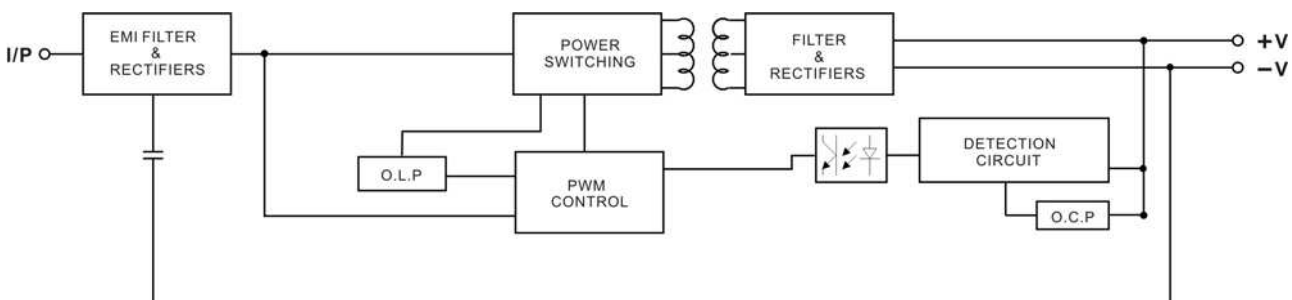 I/P
EMI FILTER
&
RECTIFIERS
POWER
SWITCHING
FILTER
&
RECTIFIERS
+V
−V
O.L.P
PWM
CONTROL
DETECTION
CIRCUIT
O.C.P